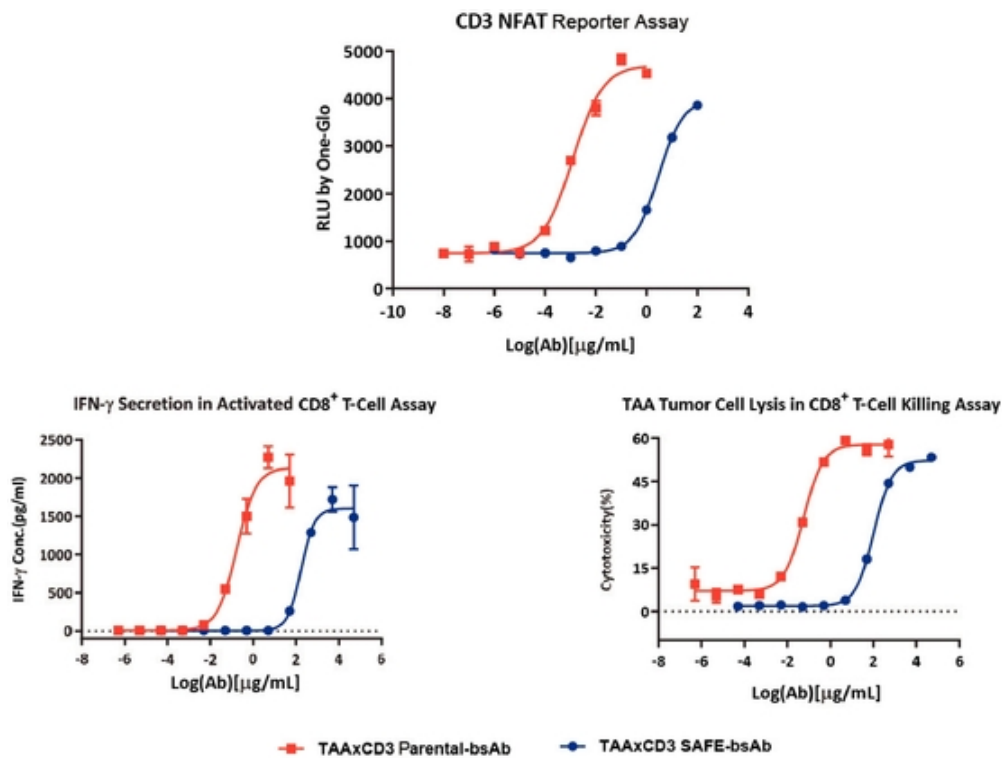 CD3 NFAT Reporter Assay
5000
4000
3000
2000
1000
0
RLU by One-Glo
-10 -8 -6 -4 -2 0 2 4
Log(Ab)[μg/mL]
IFN-γ Secretion in Activated CD8⁺ T-Cell Assay
2500
2000
1500
1000
500
0
IFN-γ Conc.(pg/ml)
-8 -6 -4 -2 0 2 4 6
Log(Ab)[μg/mL]
TAA Tumor Cell Lysis in CD8⁺ T-Cell Killing Assay
60
45
30
15
0
Cytotoxicity(%)
-8 -6 -4 -2 0 2 4 6
Log(Ab)[μg/mL]
TAAxCD3 Parental-bsAb TAAxCD3 SAFE-bsAb